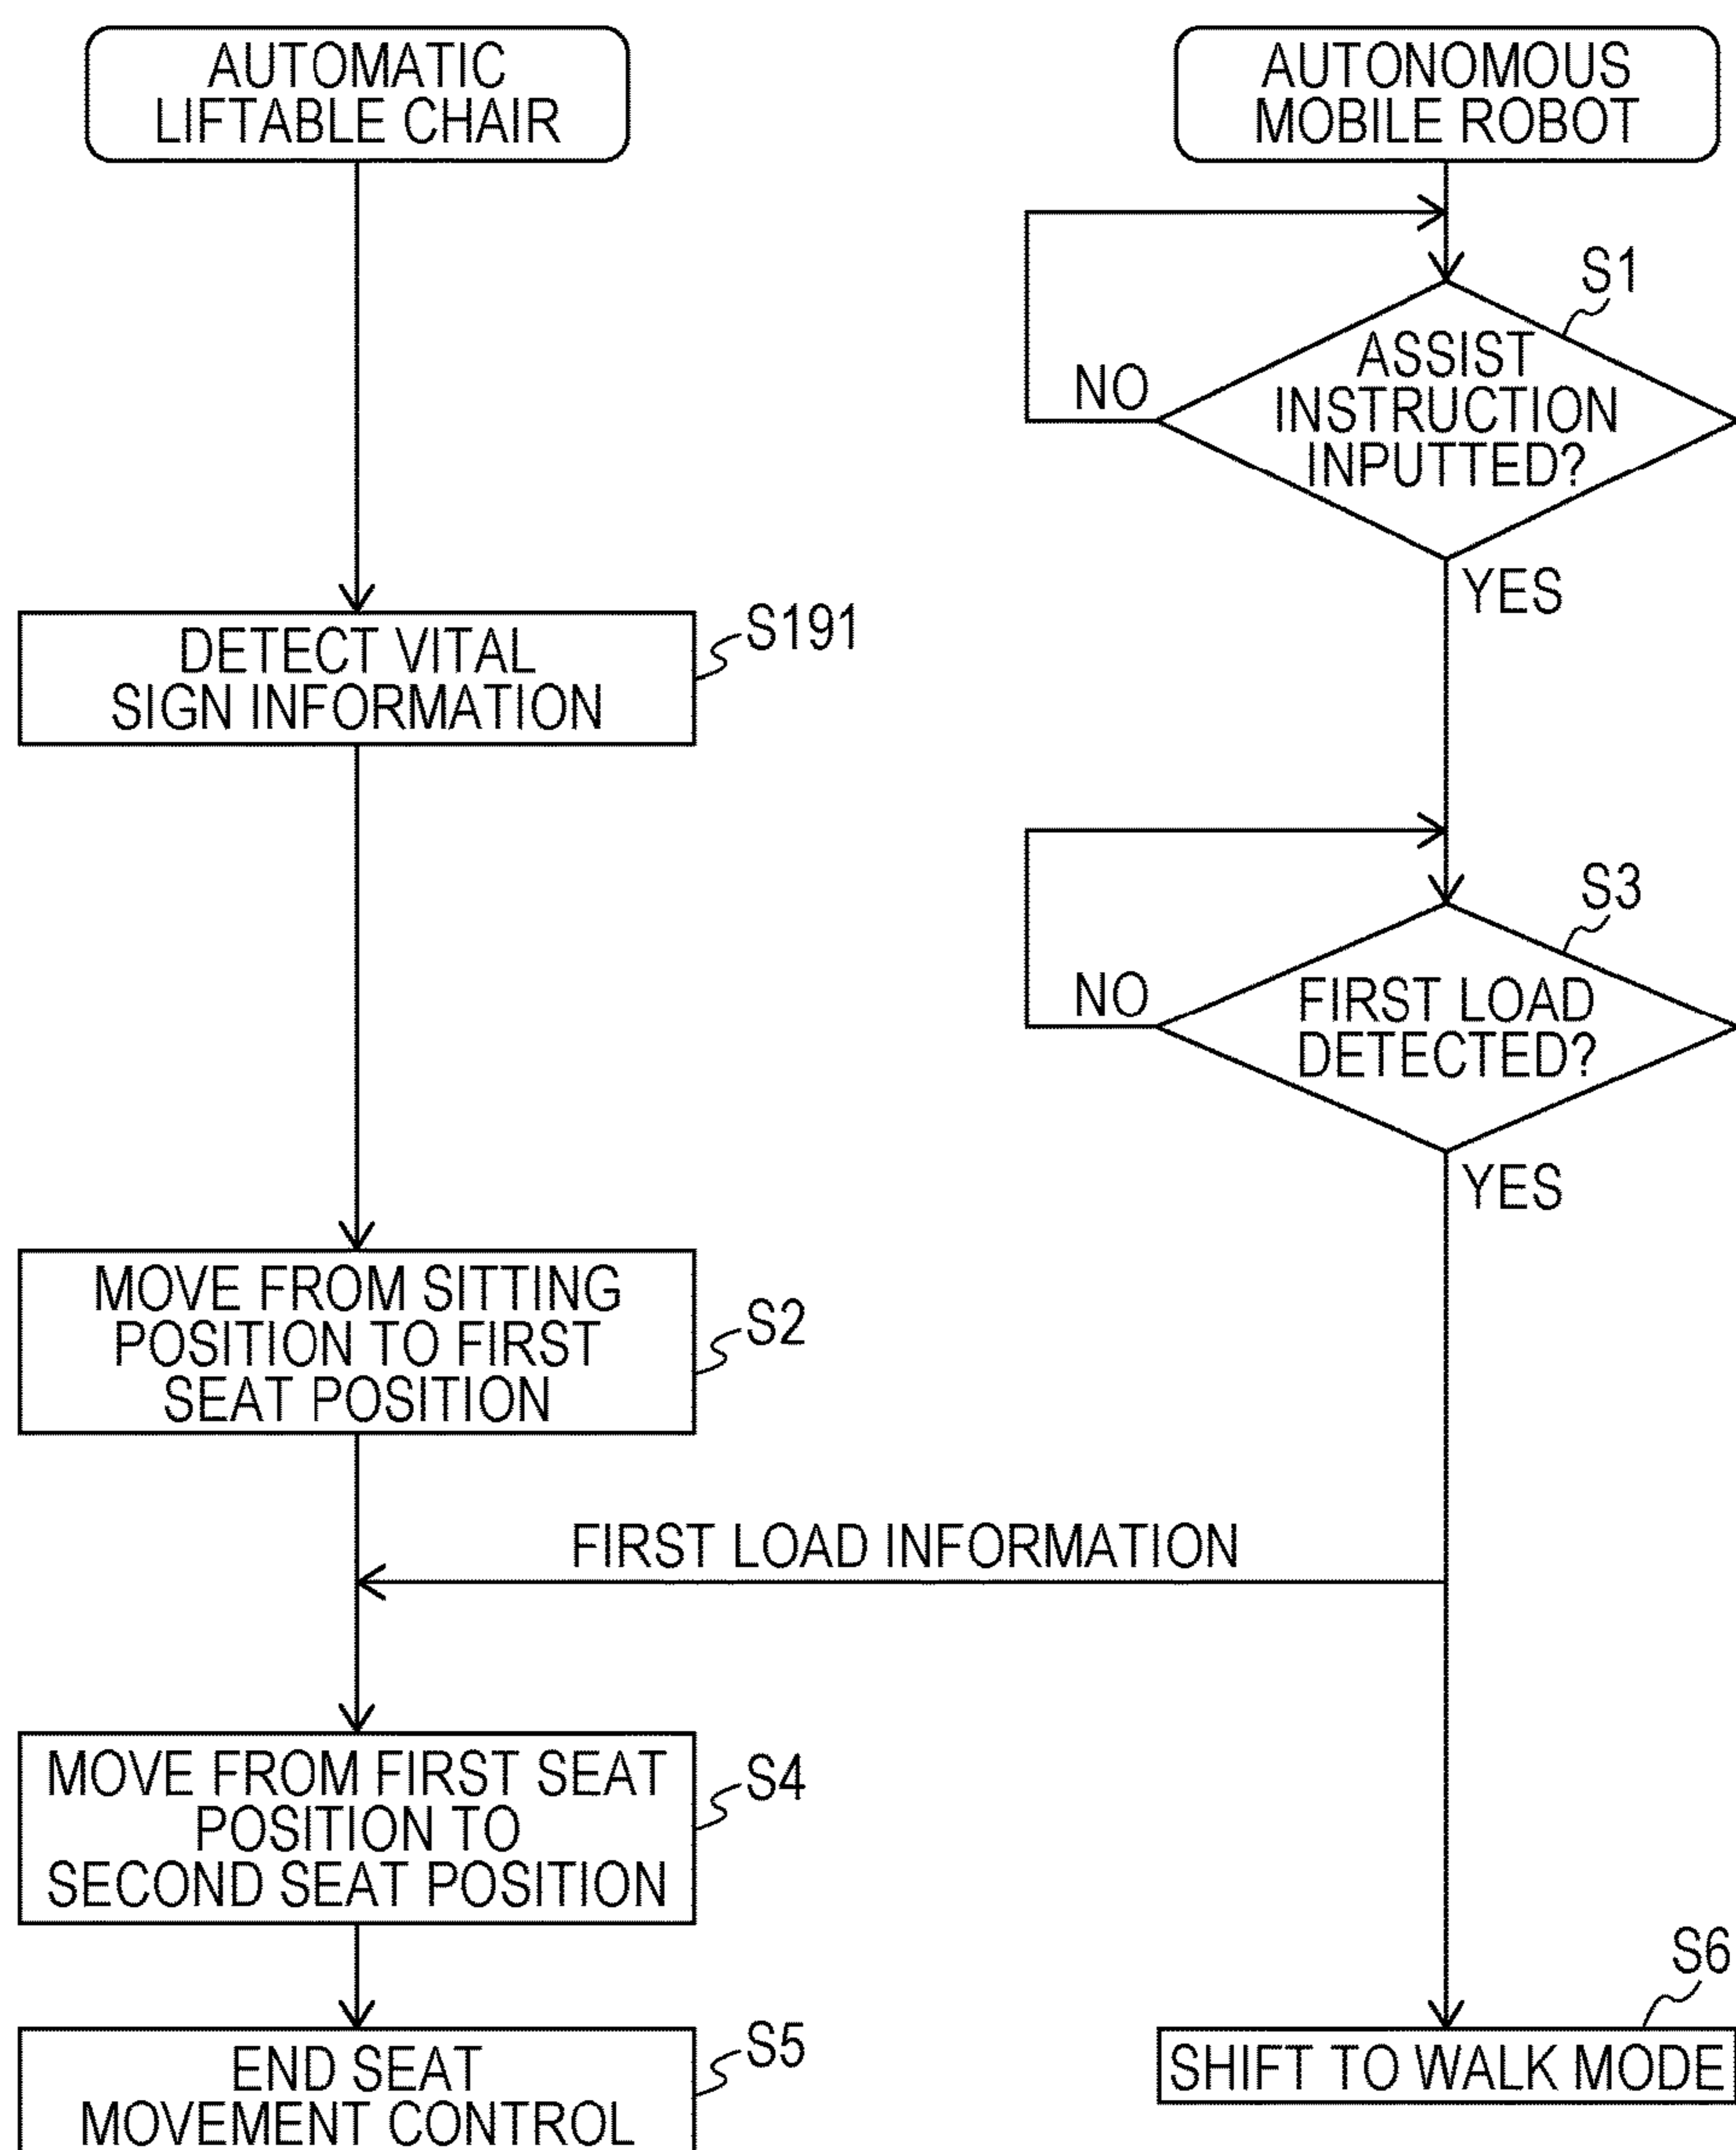 AUTOMATIC
LIFTABLE CHAIR
AUTONOMOUS
MOBILE ROBOT
S1
ASSIST
INSTRUCTION
INPUTTED?
NO
YES
DETECT VITAL
SIGN INFORMATION
S191
S3
FIRST LOAD
DETECTED?
NO
YES
MOVE FROM SITTING
POSITION TO FIRST
SEAT POSITION
S2
FIRST LOAD INFORMATION
MOVE FROM FIRST SEAT
POSITION TO
SECOND SEAT POSITION
S4
END SEAT
MOVEMENT CONTROL
S5
S6
SHIFT TO WALK MODE